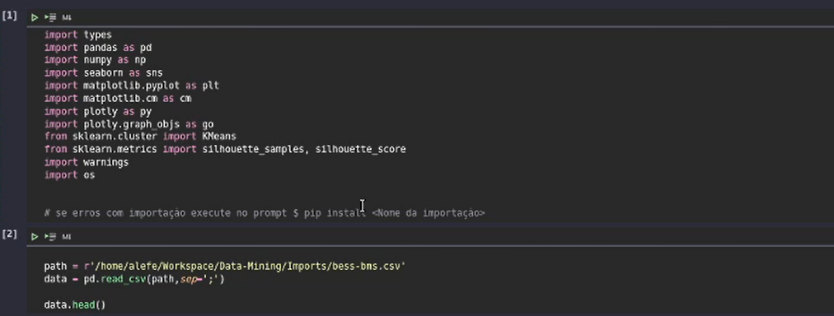 [1]
import types
import pandas as pd
import numpy as np
import seaborn as sns
import matplotlib.pyplot as plt
import matplotlib.cm as cm
import plotly as py
import plotly.graph_objs as go
from sklearn.cluster import KMeans
from sklearn.metrics import silhouette_samples, silhouette_score
import warnings
import os
# se erros com importação execute no prompt $ pip install <Nome da importação>
[2]
path = r'/home/alefe/Workspace/Data-Mining/Imports/bess-bms.csv'
data = pd.read_csv(path,sep=';')
data.head()